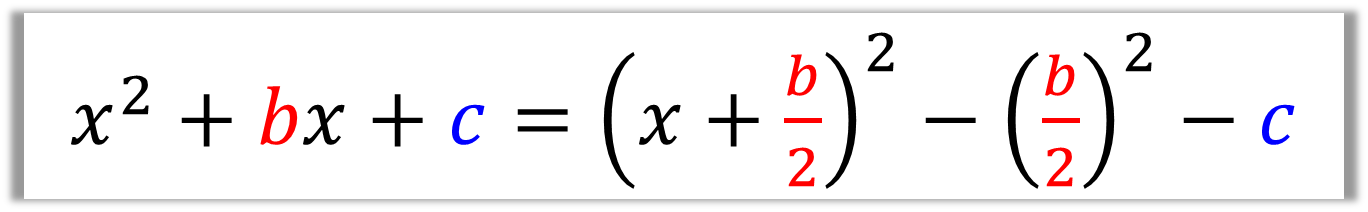 x² + bx + c = (x + b/2)² − (b/2)² − c